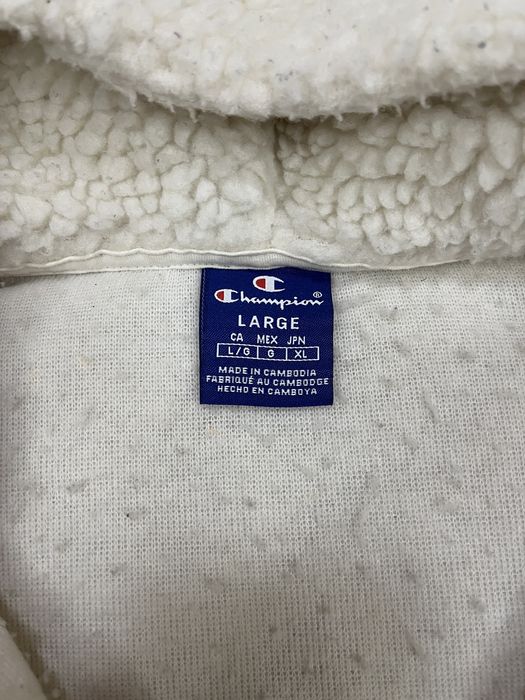 Champion®
LARGE
CA MEX JPN
L/G G XL
MADE IN CAMBODIA
FABRIQUÉ AU CAMBODGE
HECHO EN CAMBOYA